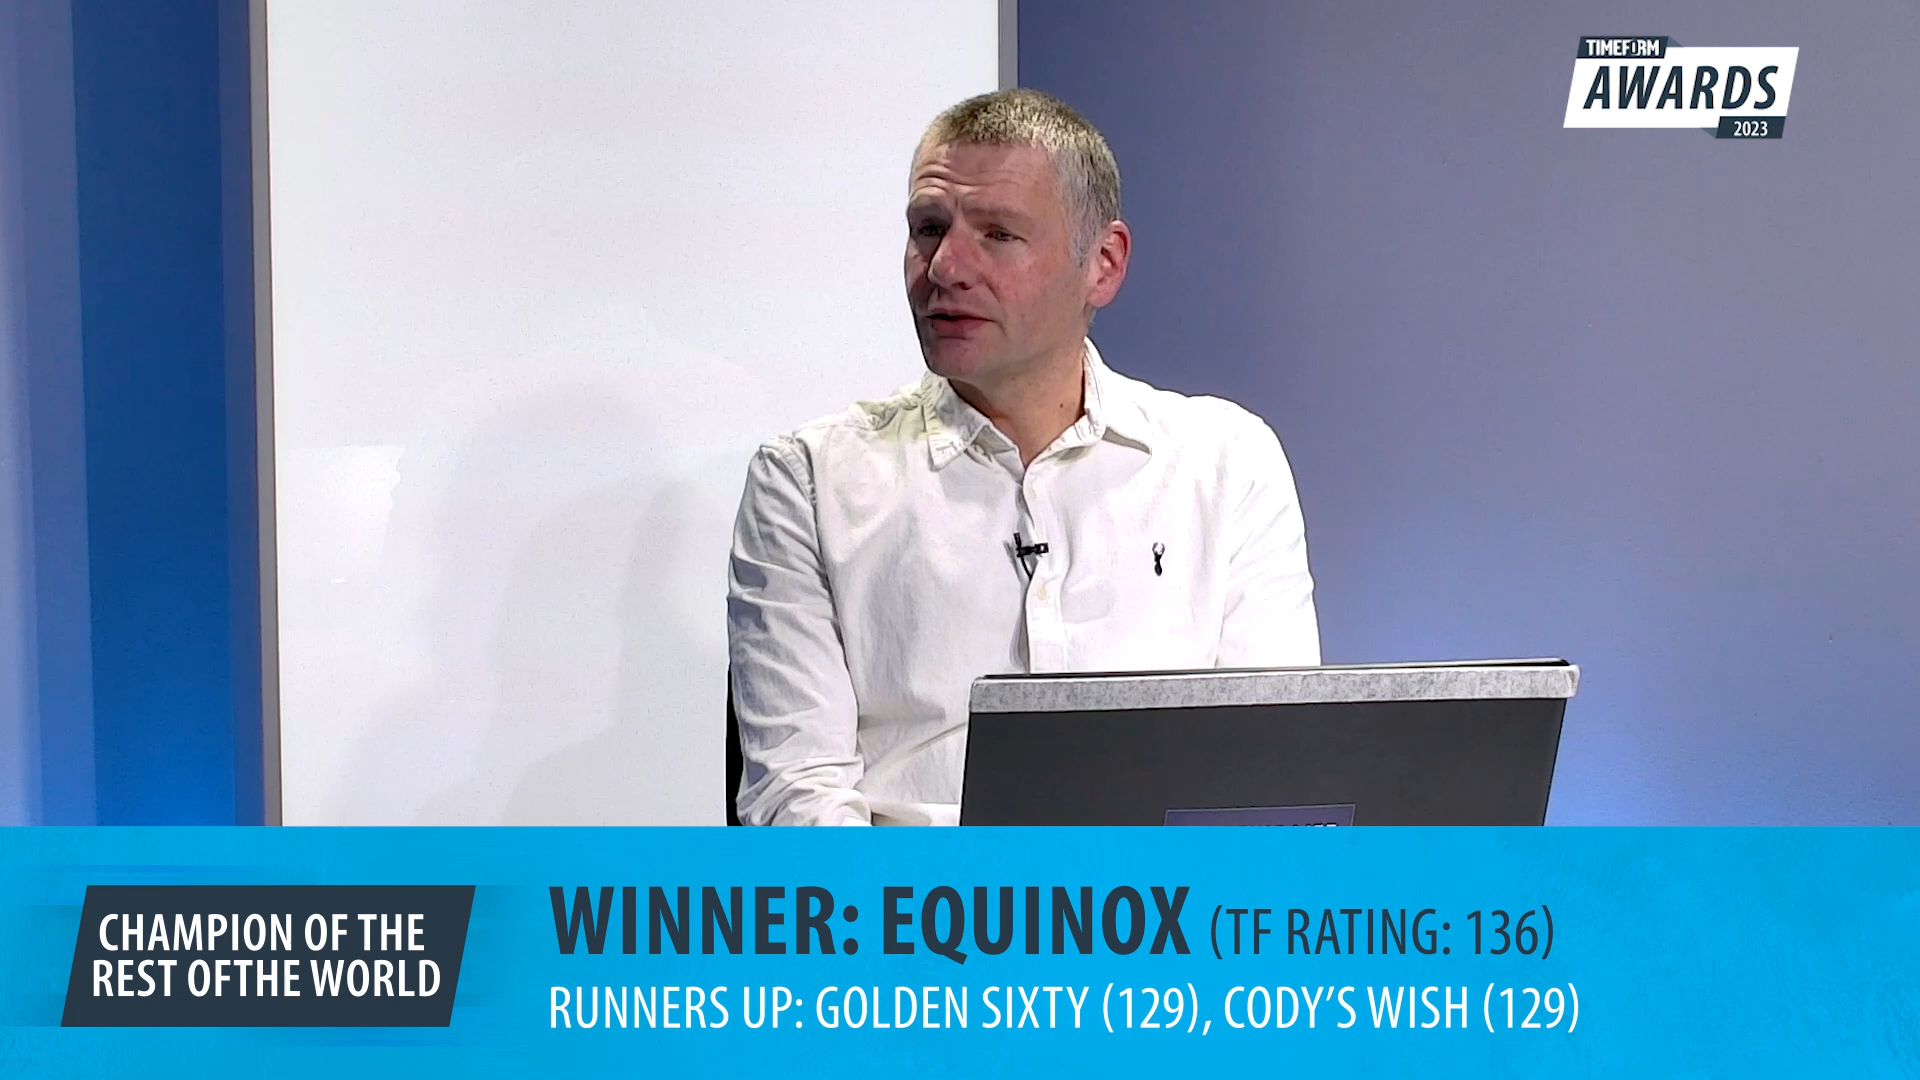 TIMEFORM
AWARDS
2023
CHAMPION OF THE
REST OFTHE WORLD
WINNER: EQUINOX (TF RATING: 136)
RUNNERS UP: GOLDEN SIXTY (129), CODY'S WISH (129)